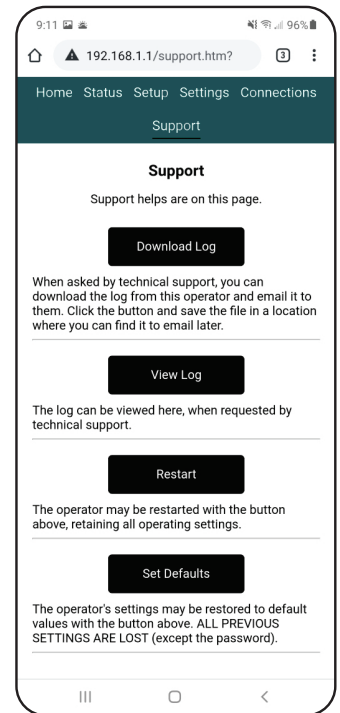 9:11 96%
192.168.1.1/support.htm? 3
Home Status Setup Settings Connections
Support
Support
Support helps are on this page.
Download Log
When asked by technical support, you can
download the log from this operator and email it to
them. Click the button and save the file in a location
where you can find it to email later.
View Log
The log can be viewed here, when requested by
technical support.
Restart
The operator may be restarted with the button
above, retaining all operating settings.
Set Defaults
The operator's settings may be restored to default
values with the button above. ALL PREVIOUS
SETTINGS ARE LOST (except the password).